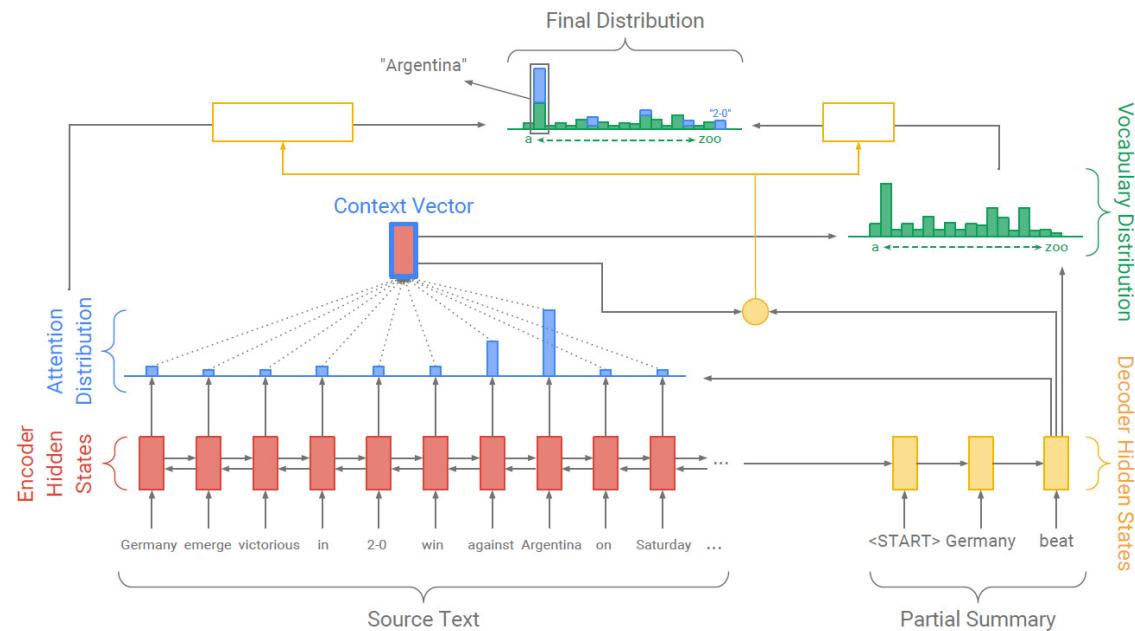 Final Distribution
"Argentina"
"2-0"
a
zoo
Context Vector
a
zoo
Vocabulary Distribution
Attention
Distribution
Encoder
Hidden
States
Decoder Hidden States
...
Germany emerge victorious in 2-0 win against Argentina on Saturday ...
<START> Germany beat
Source Text
Partial Summary